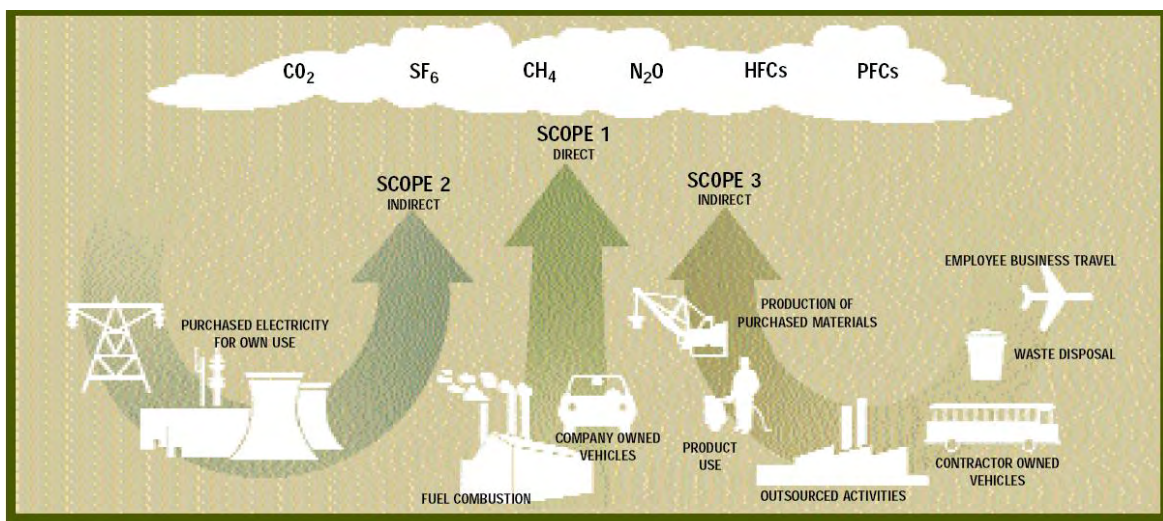 CO₂ SF₆ CH₄ N₂O HFCs PFCs
SCOPE 1
DIRECT
SCOPE 2
INDIRECT
SCOPE 3
INDIRECT
EMPLOYEE BUSINESS TRAVEL
PURCHASED ELECTRICITY
FOR OWN USE
PRODUCTION OF
PURCHASED MATERIALS
WASTE DISPOSAL
COMPANY OWNED
VEHICLES
PRODUCT
USE
CONTRACTOR OWNED
VEHICLES
FUEL COMBUSTION
OUTSOURCED ACTIVITIES